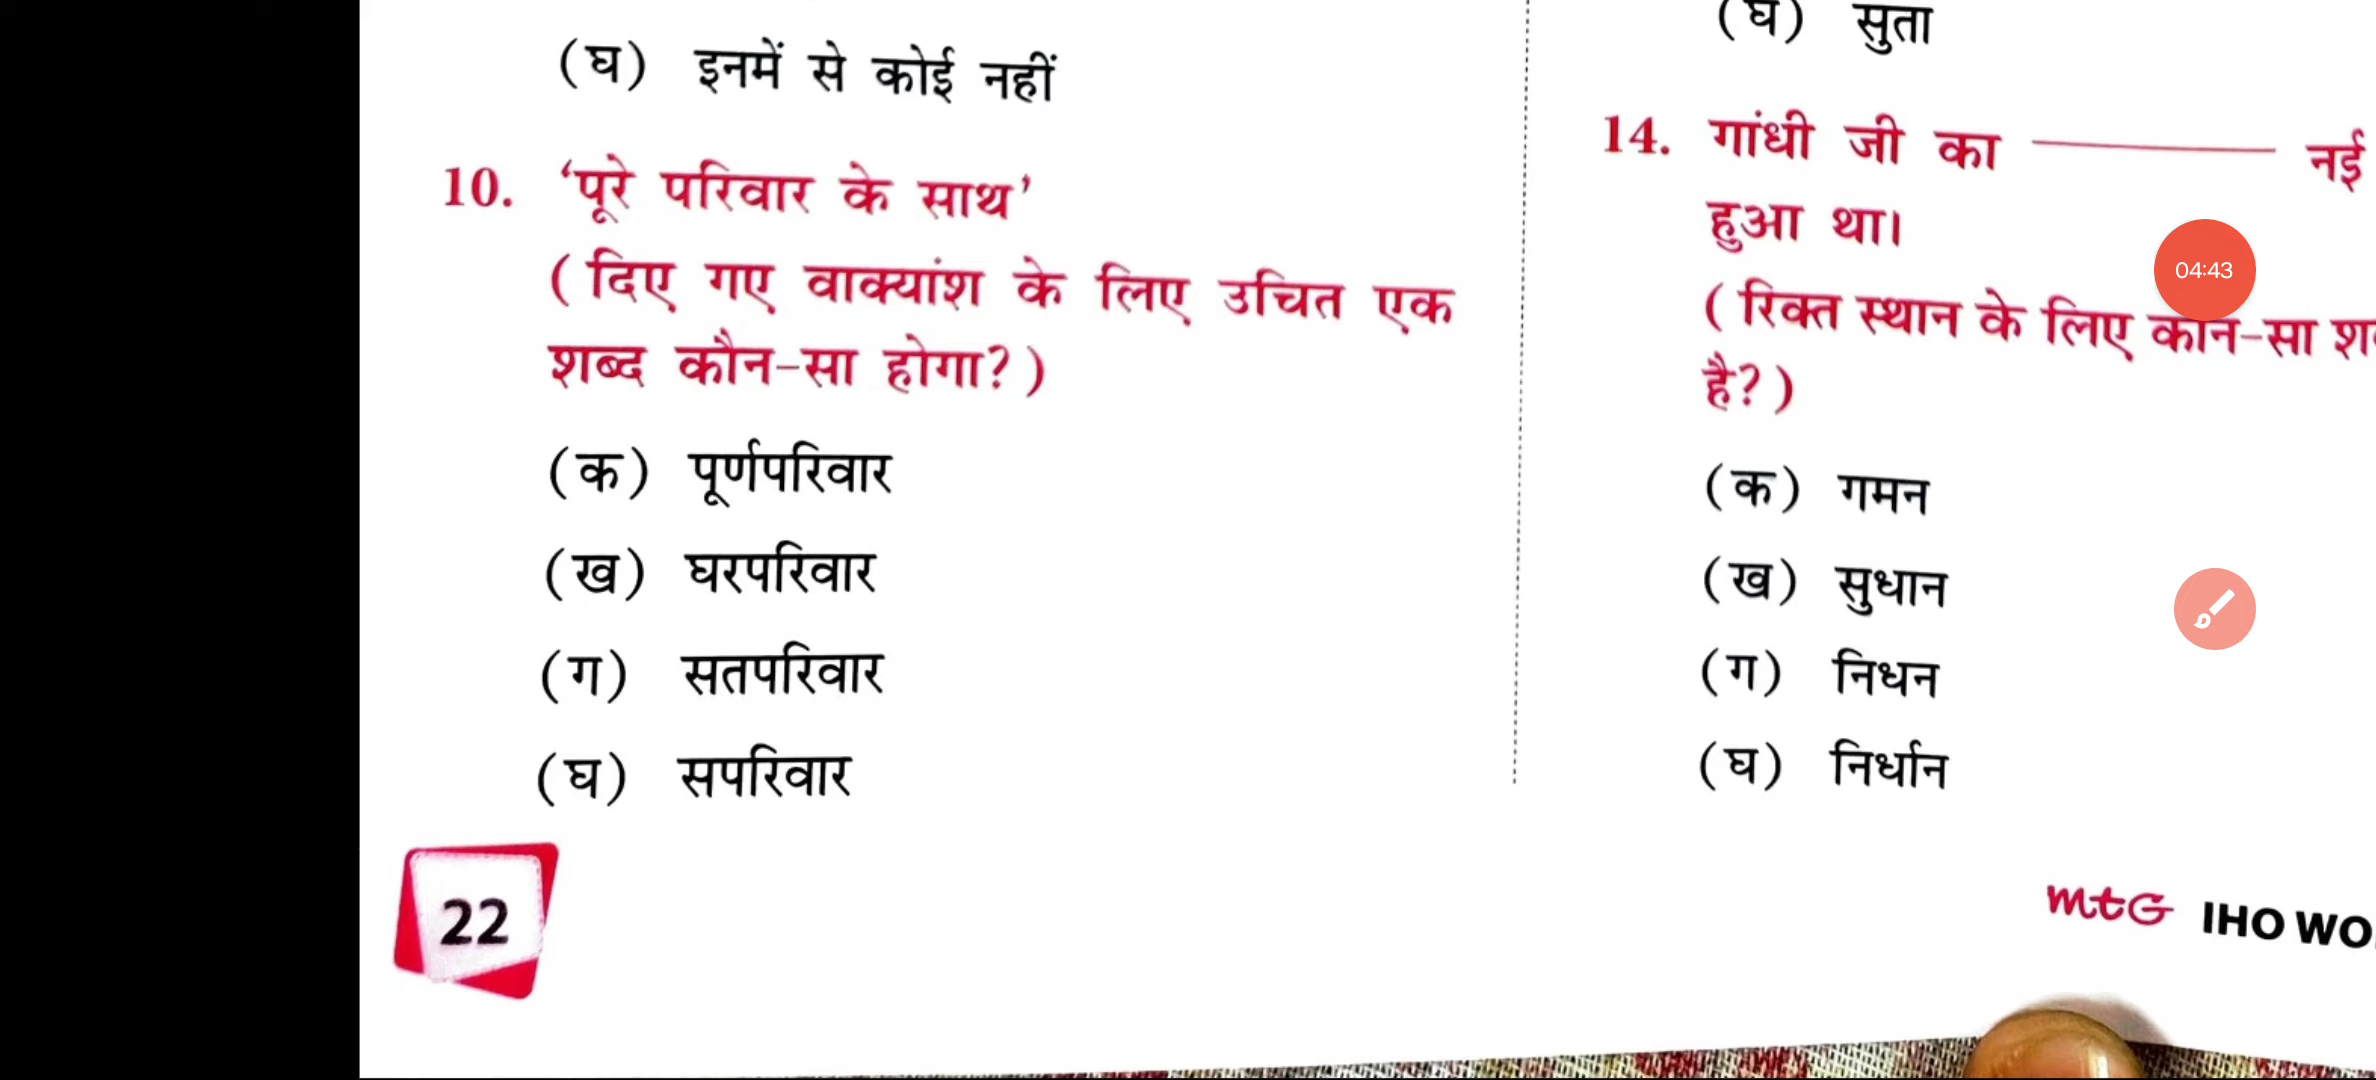 (घ) इनमें से कोई नहीं
10. ‘पूरे परिवार के साथ’
(दिए गए वाक्यांश के लिए उचित एक
शब्द कौन-सा होगा?)
(क) पूर्णपरिवार
(ख) घरपरिवार
(ग) सतपरिवार
(घ) सपरिवार
22
(घ) सुता
14. गांधी जी का ———— नई
हुआ था।
(रिक्त स्थान के लिए कौन-सा
है?)
(क) गमन
(ख) सुधान
(ग) निधन
(घ) निर्धान
mtG IHO
04:43